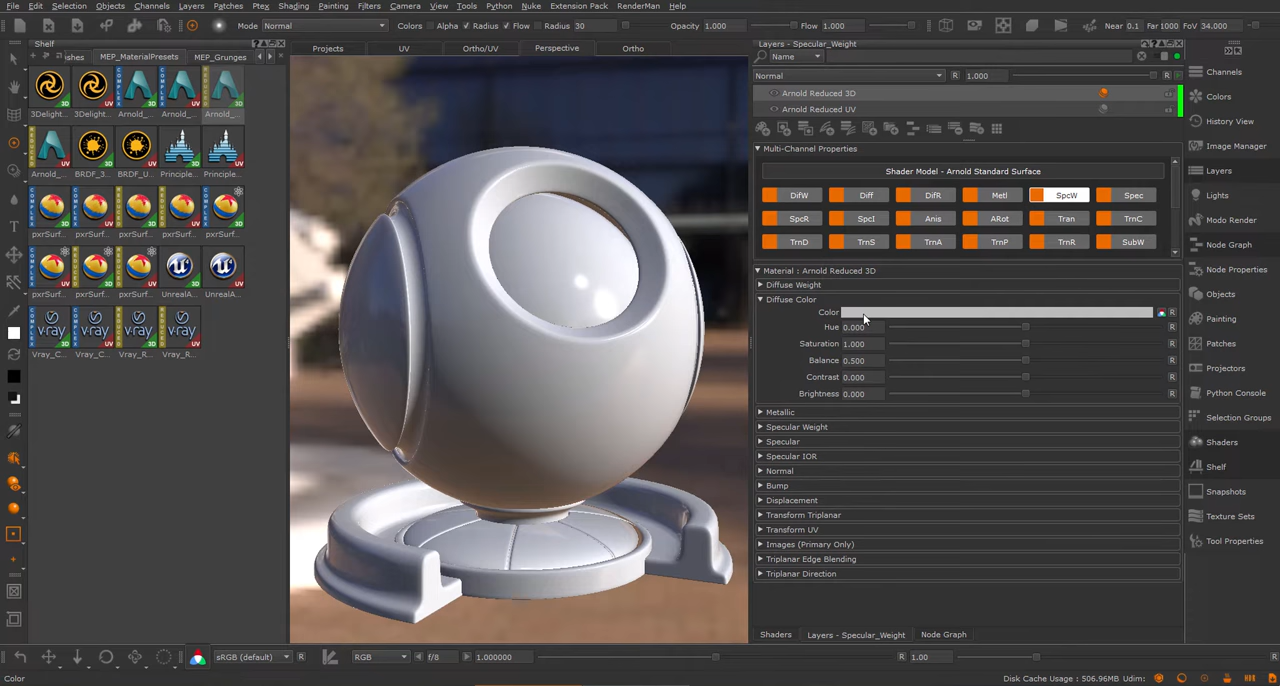 File Edit Selection Objects Channels Layers Patches Ptex Shading Painting Filters Camera View Tools Python Nuke Extension Pack RenderMan Help
Mode Normal Colors Alpha Radius Flow Radius 30 Opacity 1.000 Flow 1.000 Near 0.1 Far 1000 FoV 34.000
Shelf
shes MEP_MaterialPresets MEP_Grunges
3Delight... 3Delight... Arnold_... Arnold_... Arnold_...
Arnold_... BRDF_3... BRDF_U... Principle... Principle...
pxrSurf... pxrSurf... pxrSurf... pxrSurf... pxrSurf...
pxrSurf... pxrSurf... pxrSurf... UnrealA... UnrealA...
Vray_C... Vray_C... Vray_R... Vray_R...
Projects UV Ortho/UV Perspective Ortho
Layers - Specular_Weight
Name
Normal R 1.000 R
Arnold Reduced 3D
Arnold Reduced UV
Multi-Channel Properties
Shader Model - Arnold Standard Surface
DifW Diff DifR Metl SpcW Spec
SpcR SpcI Anis ARot Tran TrnC
TrnD TrnS TrnA TrnP TrnR SubW
Material : Arnold Reduced 3D
Diffuse Weight
Diffuse Color
Color R
Hue 0.000 R
Saturation 1.000 R
Balance 0.500 R
Contrast 0.000 R
Brightness 0.000 R
Metallic
Specular Weight
Specular
Specular IOR
Normal
Bump
Displacement
Transform Triplanar
Transform UV
Images (Primary Only)
Triplanar Edge Blending
Triplanar Direction
Shaders Layers - Specular_Weight Node Graph
Channels
Colors
History View
Image Manager
Layers
Lights
Modo Render
Node Graph
Node Properties
Objects
Painting
Patches
Projectors
Python Console
Selection Groups
Shaders
Shelf
Snapshots
Texture Sets
Tool Properties
sRGB (default) R RGB f/8 1.000000 R 1.00 R
Color Disk Cache Usage : 506.96MB Udim: